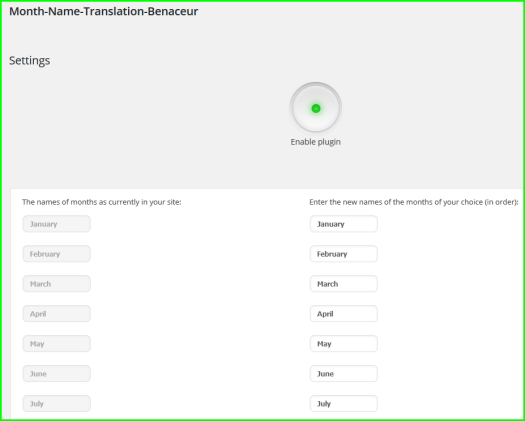 Month-Name-Translation-Benaceur
Settings
Enable plugin
The names of months as currently in your site: Enter the new names of the months of your choice (in order):
January January
February February
March March
April April
May May
June June
July July